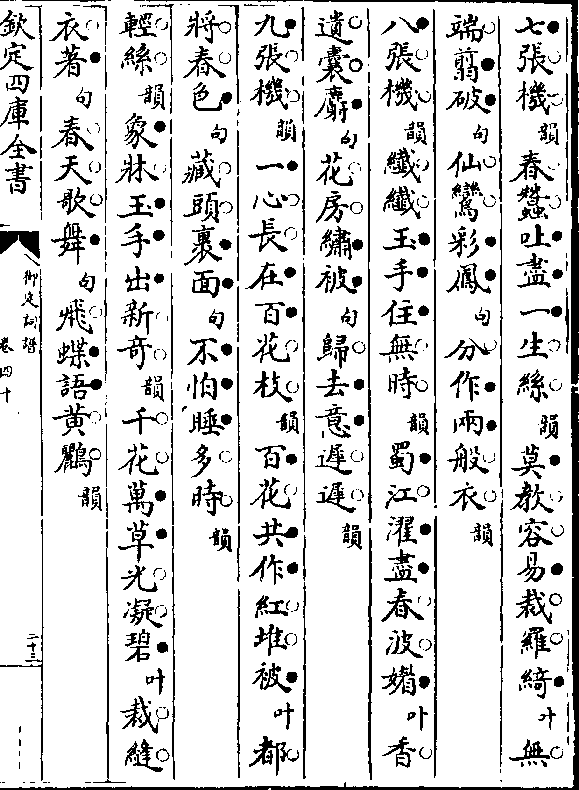 七張機韻春蠶吐盡一生絲韻莫教容易裁羅綺叶無
端翦破句仙鸞彩鳳句分作兩般衣韻
八張機韻纖纖玉手住無時韻蜀江濯盡春波媚叶香
遺囊麝句花房繡被句歸去意遲遲韻
九張機韻一心長在百花枝韻百花共作紅堆被叶都
將春色句藏頭裹面句不怕睡多時韻
輕絲韻象牀玉手出新奇韻千花萬草光凝碧叶裁縫
衣著句春天歌舞句飛蝶語黃鸝韻
欽定四庫全書
御定詞譜
卷四十
二十三